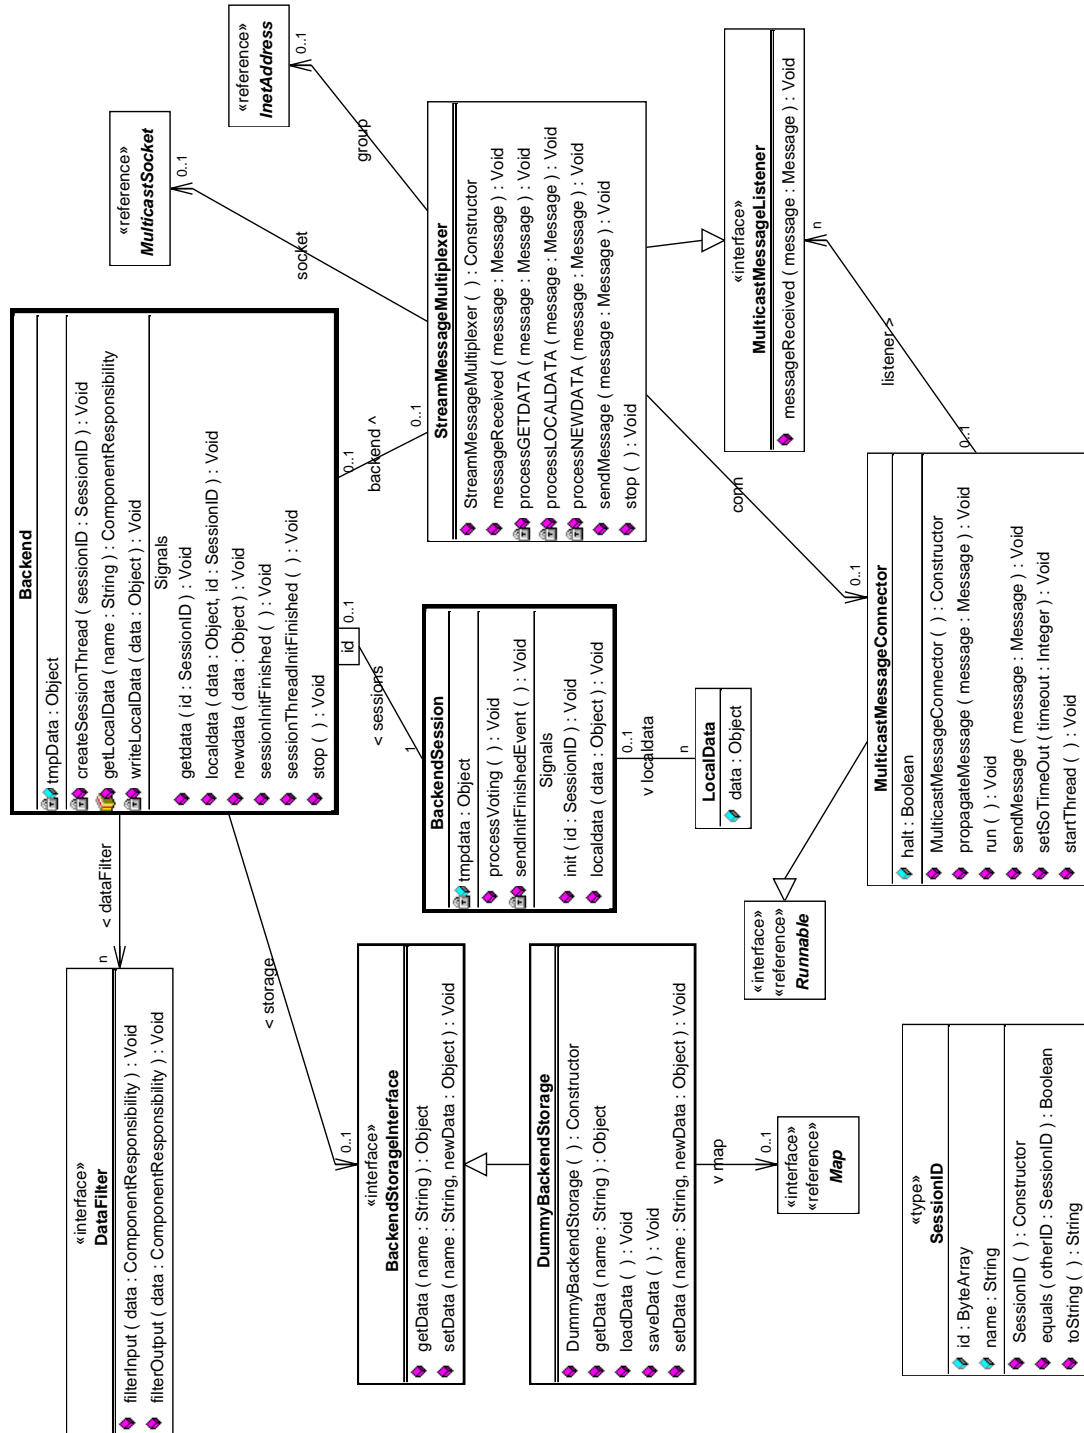 «interface»
DataFilter
filterInput ( data : ComponentResponsibility ) : Void
filterOutput ( data : ComponentResponsibility ) : Void
n
< dataFilter
Backend
tmpData : Object
createSessionThread ( sessionID : SessionID ) : Void
getLocalData ( name : String ) : ComponentResponsibility
writeLocalData ( data : Object ) : Void
Signals
getdata ( id : SessionID ) : Void
localdata ( data : Object, id : SessionID ) : Void
newdata ( data : Object ) : Void
sessionInitFinished ( ) : Void
sessionThreadInitFinished ( ) : Void
stop ( ) : Void
«reference»
MulticastSocket
0..1
socket
«reference»
InetAddress
0..1
group
< storage
0..1
id
0..1
< sessions
1
0..1
backend ^
0..1
«interface»
BackendStorageInterface
getData ( name : String ) : Object
setData ( name : String, newData : Object ) : Void
BackendSession
tmpdata : Object
processVoting ( ) : Void
sendInitFinishedEvent ( ) : Void
Signals
init ( id : SessionID ) : Void
localdata ( data : Object ) : Void
StreamMessageMultiplexer
StreamMessageMultiplexer ( ) : Constructor
messageReceived ( message : Message ) : Void
processGETDATA ( message : Message ) : Void
processLOCALDATA ( message : Message ) : Void
processNEWDATA ( message : Message ) : Void
sendMessage ( message : Message ) : Void
stop ( ) : Void
DummyBackendStorage
DummyBackendStorage ( ) : Constructor
getData ( name : String ) : Object
loadData ( ) : Void
saveData ( ) : Void
setData ( name : String, newData : Object ) : Void
0..1
v localdata
n
LocalData
data : Object
conn
0..1
«interface»
MulticastMessageListener
messageReceived ( message : Message ) : Void
n
listener >
0..1
v map
0..1
«interface»
«reference»
Map
«interface»
«reference»
Runnable
MulticastMessageConnector
halt : Boolean
MulticastMessageConnector ( ) : Constructor
propagateMessage ( message : Message ) : Void
run ( ) : Void
sendMessage ( message : Message ) : Void
setSoTimeOut ( timeout : Integer ) : Void
startThread ( ) : Void
«type»
SessionID
id : ByteArray
name : String
SessionID ( ) : Constructor
equals ( otherID : SessionID ) : Boolean
toString ( ) : String